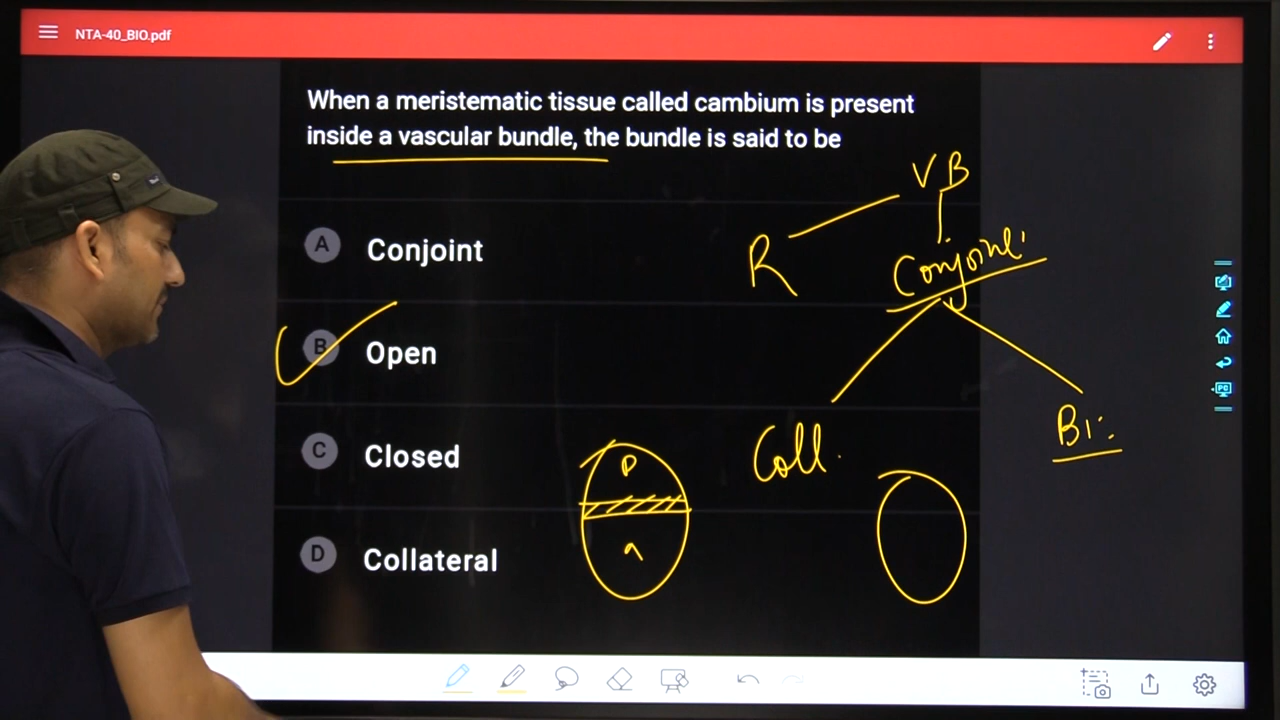 NTA-40_BIO.pdf
When a meristematic tissue called cambium is present
inside a vascular bundle, the bundle is said to be
V B
A Conjoint
R
Conjoint
B Open
Bi:
C Closed
Coll.
P
D Collateral
PC